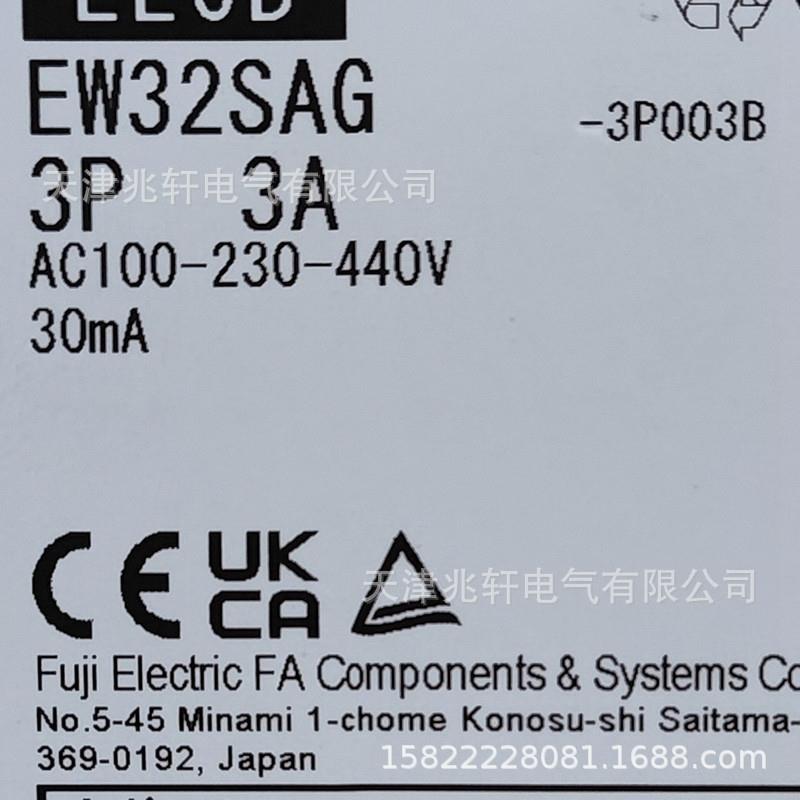 ELCB
EW32SAG
-3P003B
天津兆轩电气有限公司
3P 3A
AC100-230-440V
30mA
CE UK
CA
天津兆轩电气有限公司
Fuji Electric FA Components & Systems Co
No.5-45 Minami 1-chome Konosu-shi Saitama-
369-0192, Japan
15822228081.1688.com